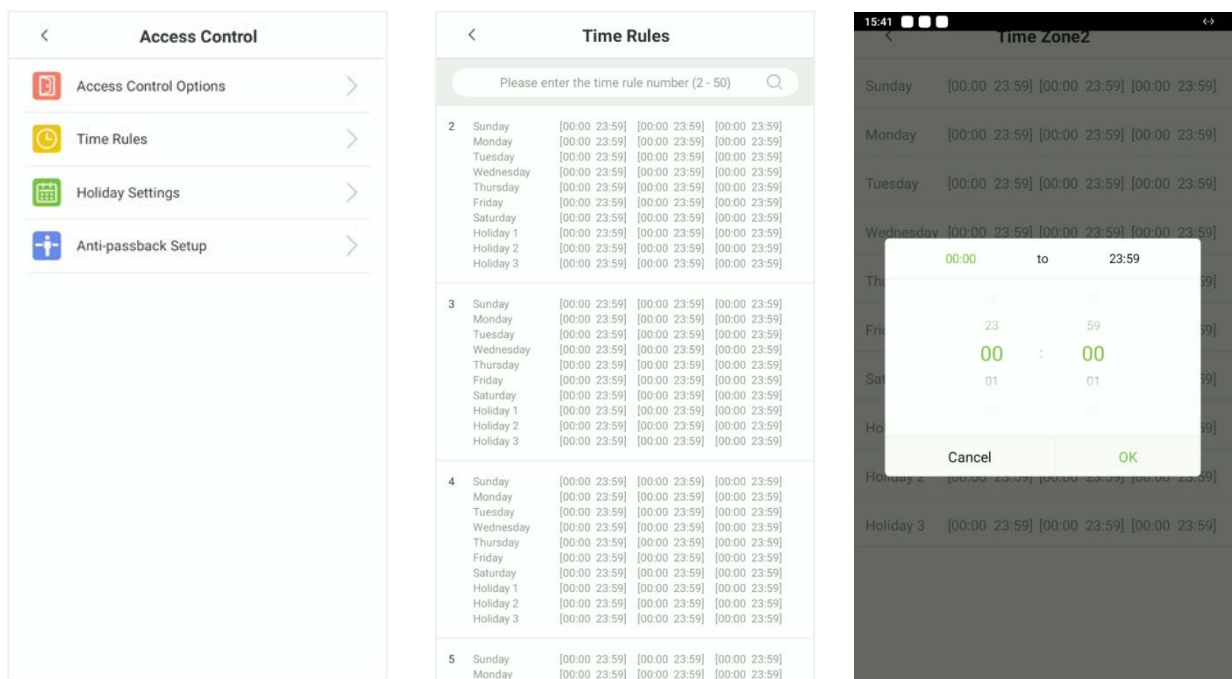 Access Control
Access Control Options
Time Rules
Holiday Settings
Anti-passback Setup
Time Rules
Please enter the time rule number (2 - 50)
2 Sunday [00:00 23:59] [00:00 23:59] [00:00 23:59]
Monday [00:00 23:59] [00:00 23:59] [00:00 23:59]
Tuesday [00:00 23:59] [00:00 23:59] [00:00 23:59]
Wednesday [00:00 23:59] [00:00 23:59] [00:00 23:59]
Thursday [00:00 23:59] [00:00 23:59] [00:00 23:59]
Friday [00:00 23:59] [00:00 23:59] [00:00 23:59]
Saturday [00:00 23:59] [00:00 23:59] [00:00 23:59]
Holiday 1 [00:00 23:59] [00:00 23:59] [00:00 23:59]
Holiday 2 [00:00 23:59] [00:00 23:59] [00:00 23:59]
Holiday 3 [00:00 23:59] [00:00 23:59] [00:00 23:59]
3 Sunday [00:00 23:59] [00:00 23:59] [00:00 23:59]
Monday [00:00 23:59] [00:00 23:59] [00:00 23:59]
Tuesday [00:00 23:59] [00:00 23:59] [00:00 23:59]
Wednesday [00:00 23:59] [00:00 23:59] [00:00 23:59]
Thursday [00:00 23:59] [00:00 23:59] [00:00 23:59]
Friday [00:00 23:59] [00:00 23:59] [00:00 23:59]
Saturday [00:00 23:59] [00:00 23:59] [00:00 23:59]
Holiday 1 [00:00 23:59] [00:00 23:59] [00:00 23:59]
Holiday 2 [00:00 23:59] [00:00 23:59] [00:00 23:59]
Holiday 3 [00:00 23:59] [00:00 23:59] [00:00 23:59]
4 Sunday [00:00 23:59] [00:00 23:59] [00:00 23:59]
Monday [00:00 23:59] [00:00 23:59] [00:00 23:59]
Tuesday [00:00 23:59] [00:00 23:59] [00:00 23:59]
Wednesday [00:00 23:59] [00:00 23:59] [00:00 23:59]
Thursday [00:00 23:59] [00:00 23:59] [00:00 23:59]
Friday [00:00 23:59] [00:00 23:59] [00:00 23:59]
Saturday [00:00 23:59] [00:00 23:59] [00:00 23:59]
Holiday 1 [00:00 23:59] [00:00 23:59] [00:00 23:59]
Holiday 2 [00:00 23:59] [00:00 23:59] [00:00 23:59]
Holiday 3 [00:00 23:59] [00:00 23:59] [00:00 23:59]
5 Sunday [00:00 23:59] [00:00 23:59] [00:00 23:59]
Monday [00:00 23:59] [00:00 23:59] [00:00 23:59]
15:41
Time Zone2
Sunday [00:00 23:59] [00:00 23:59] [00:00 23:59]
Monday [00:00 23:59] [00:00 23:59] [00:00 23:59]
Tuesday [00:00 23:59] [00:00 23:59] [00:00 23:59]
Wednesday [00:00 23:59] [00:00 23:59] [00:00 23:59]
00:00 to 23:59
23 59
00 : 00
01 01
Cancel OK
Holiday 2 [00:00 23:59] [00:00 23:59] [00:00 23:59]
Holiday 3 [00:00 23:59] [00:00 23:59] [00:00 23:59]